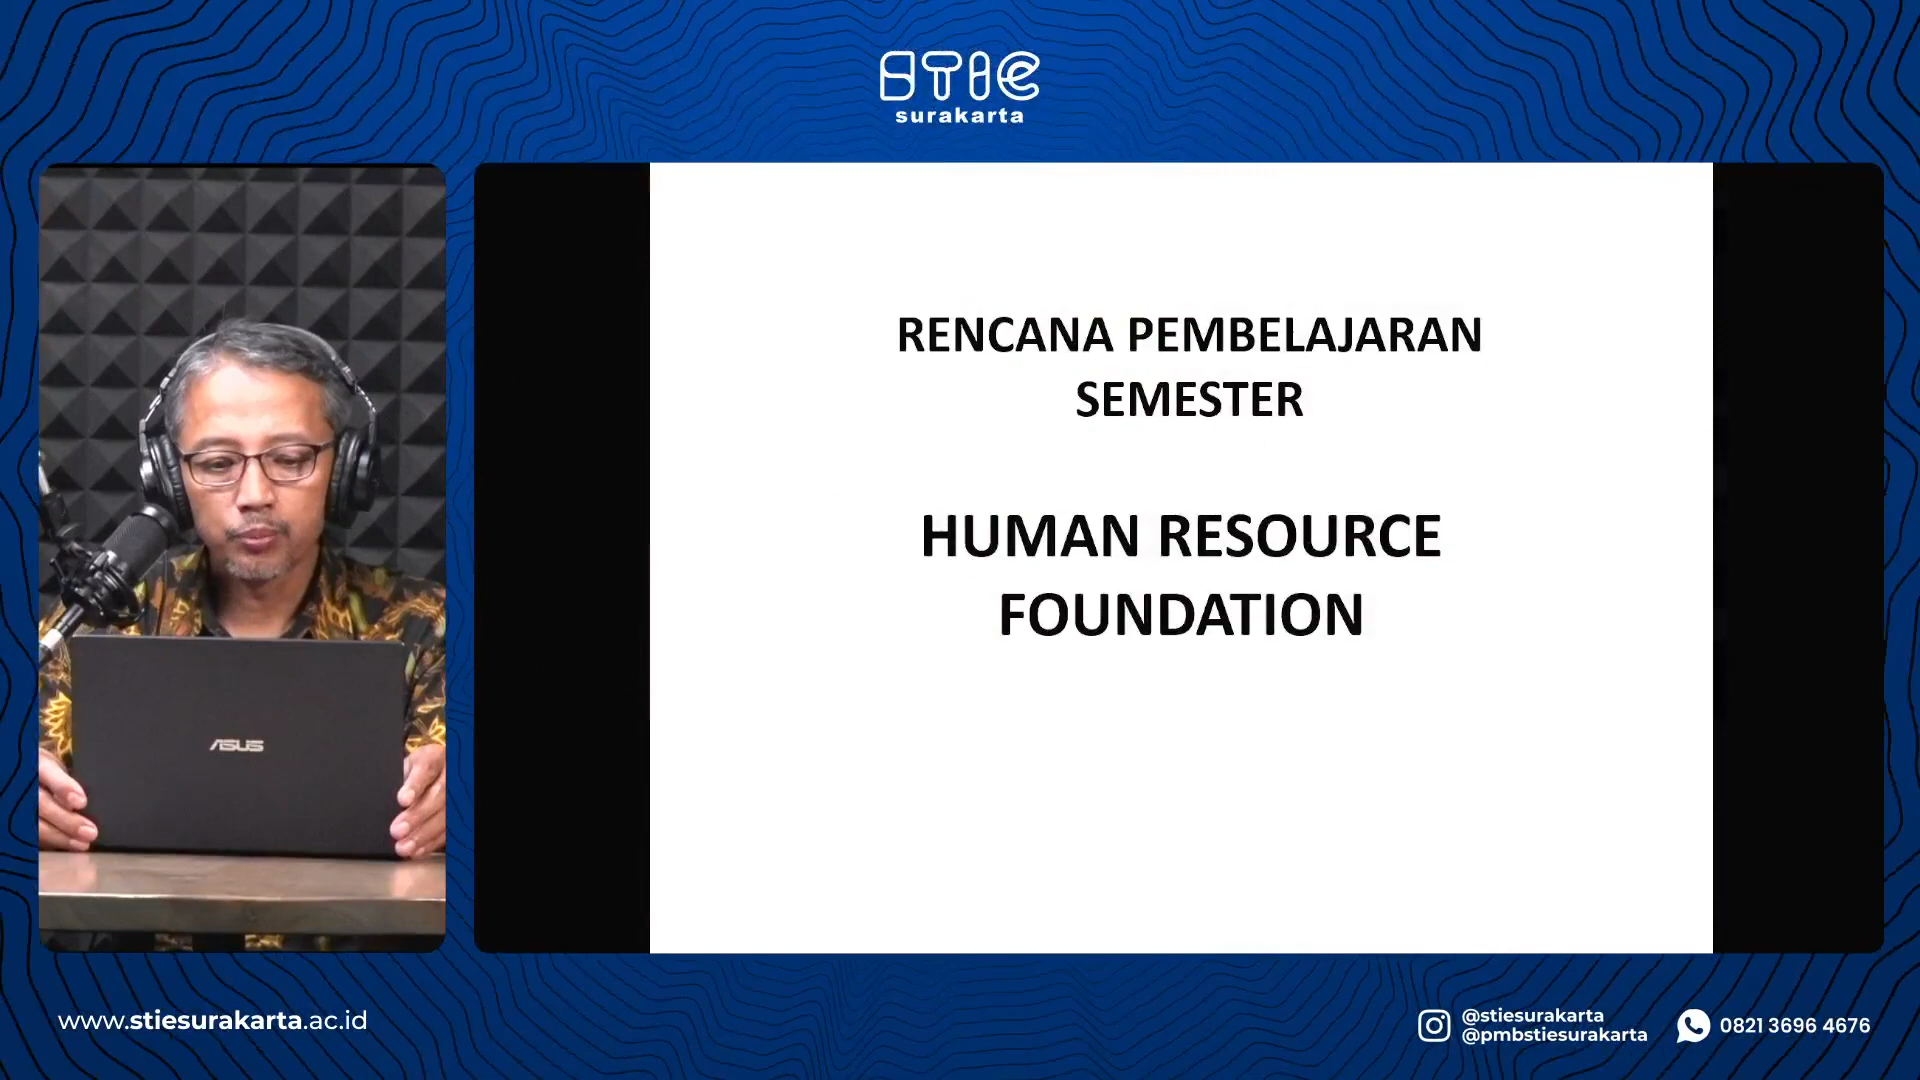 STIE
surakarta
RENCANA PEMBELAJARAN
SEMESTER
HUMAN RESOURCE
FOUNDATION
ASUS
www.stiesurakarta.ac.id
@stiesurakarta
@pmbstiesurakarta
0821 3696 4676